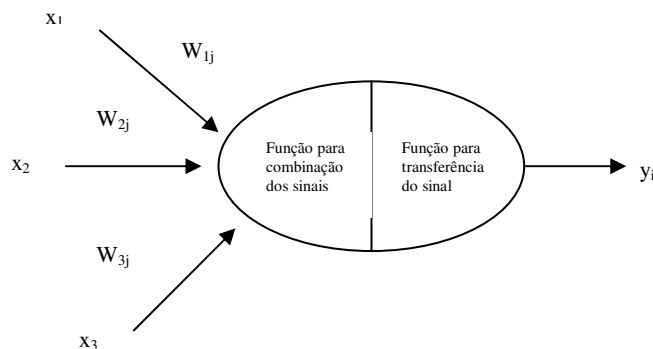 x₁
W₁ⱼ
W₂ⱼ
x₂
Função para
combinação
dos sinais
Função para
transferência
do sinal
yᵢ
W₃ⱼ
x₃